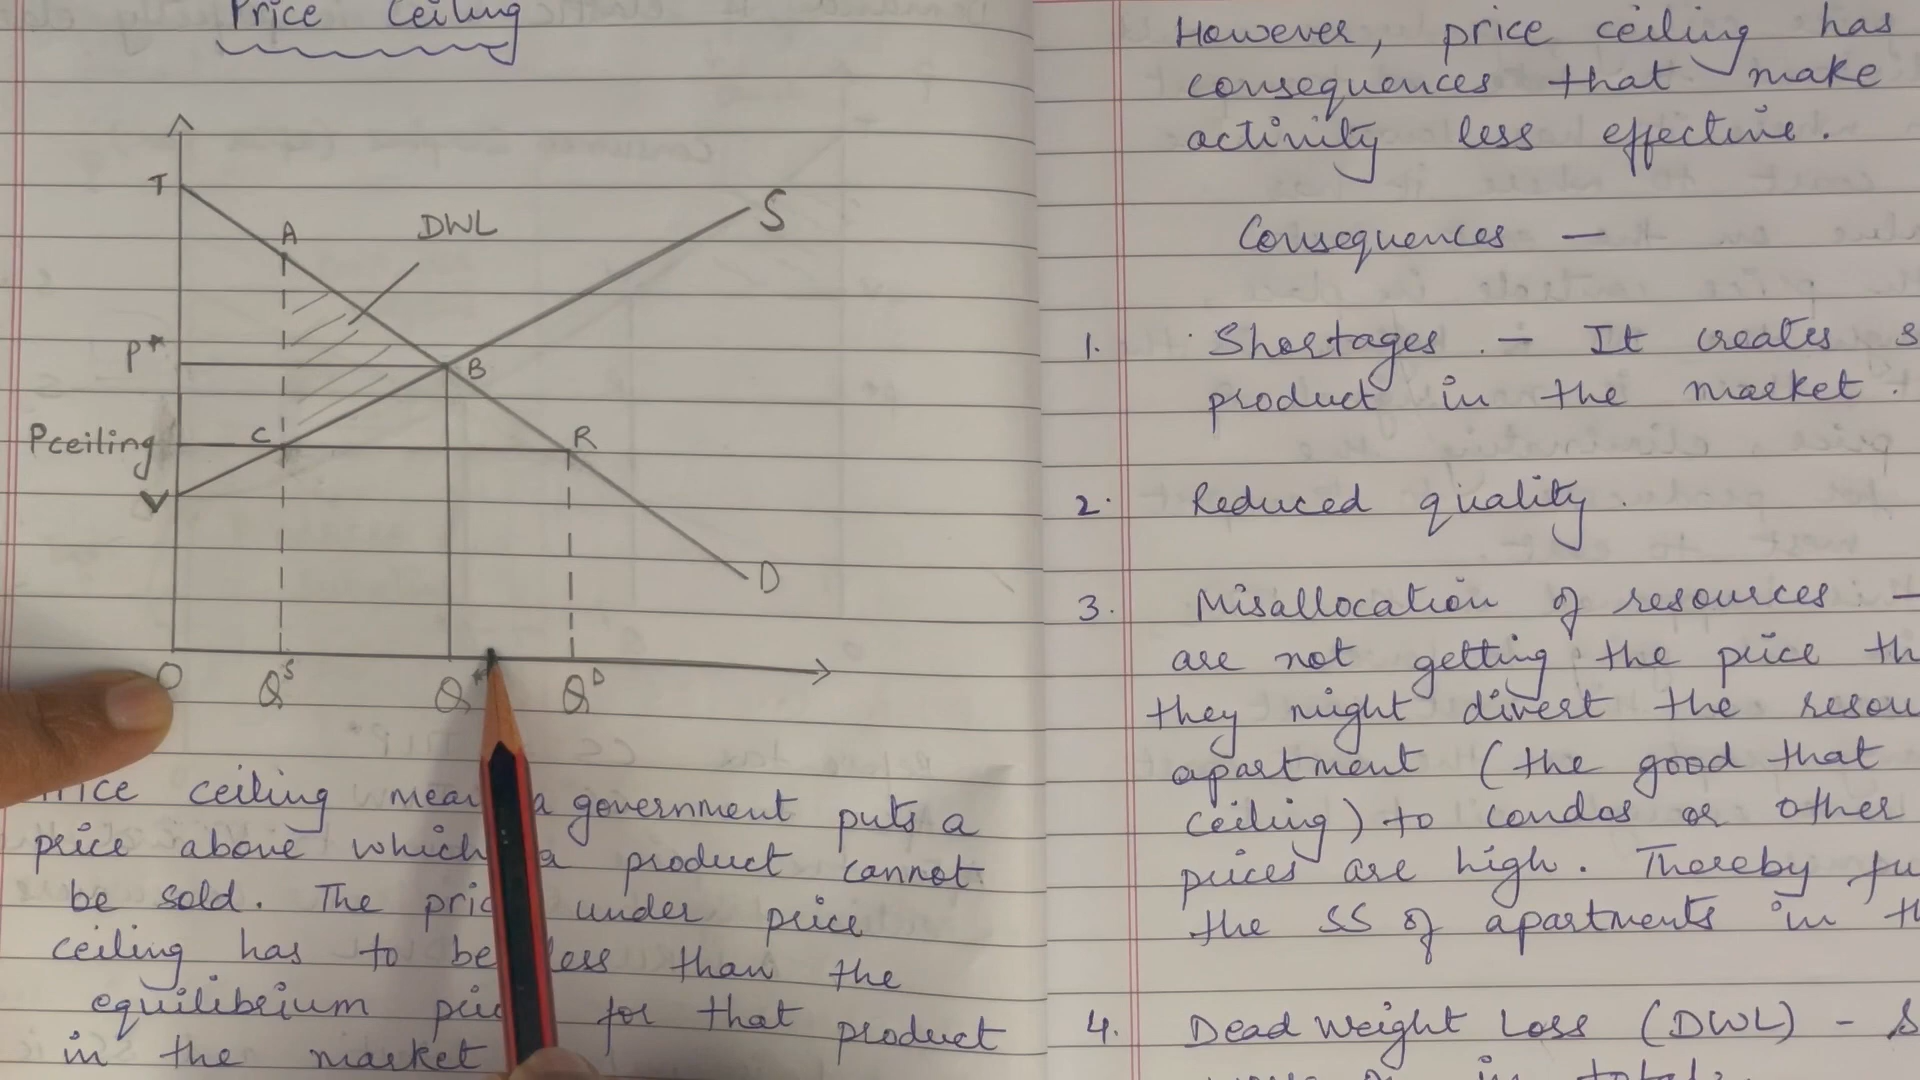 Price Ceiling
T
A
DWL
S
P*
B
Pceiling
C
R
V
D
O
Q^S
Q*
Q^D
ceiling mean a government puts a
price above which a product cannot
be sold. The under price
ceiling has to be less than the
equilibrium for that product
in the market
However, price ceiling has
consequences that make
activity less effective.
Consequences —
1. Shortages. — It creates
product in the market.
2. Reduced quality.
3. Misallocation of resources —
are not getting the price
they might divert the
apartment (the good that
ceiling) to condos or other
prices are high. Thereby
the SS of apartments in
4. Dead weight Loss (DWL) -
in